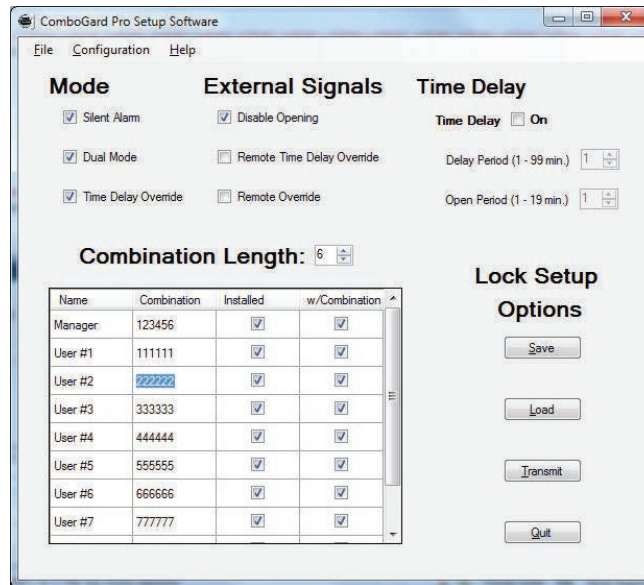 ComboGard Pro Setup Software
File Configuration Help
Mode External Signals Time Delay
Silent Alarm Disable Opening Time Delay On
Dual Mode Remote Time Delay Override Delay Period (1 - 99 min.) 1
Time Delay Override Remote Override Open Period (1 - 19 min.) 1
Combination Length: 6
Lock Setup
Options
Name Combination Installed w/Combination
Manager 123456
User #1 111111
User #2 222222
User #3 333333
User #4 444444
User #5 555555
User #6 666666
User #7 777777
Save
Load
Transmit
Quit